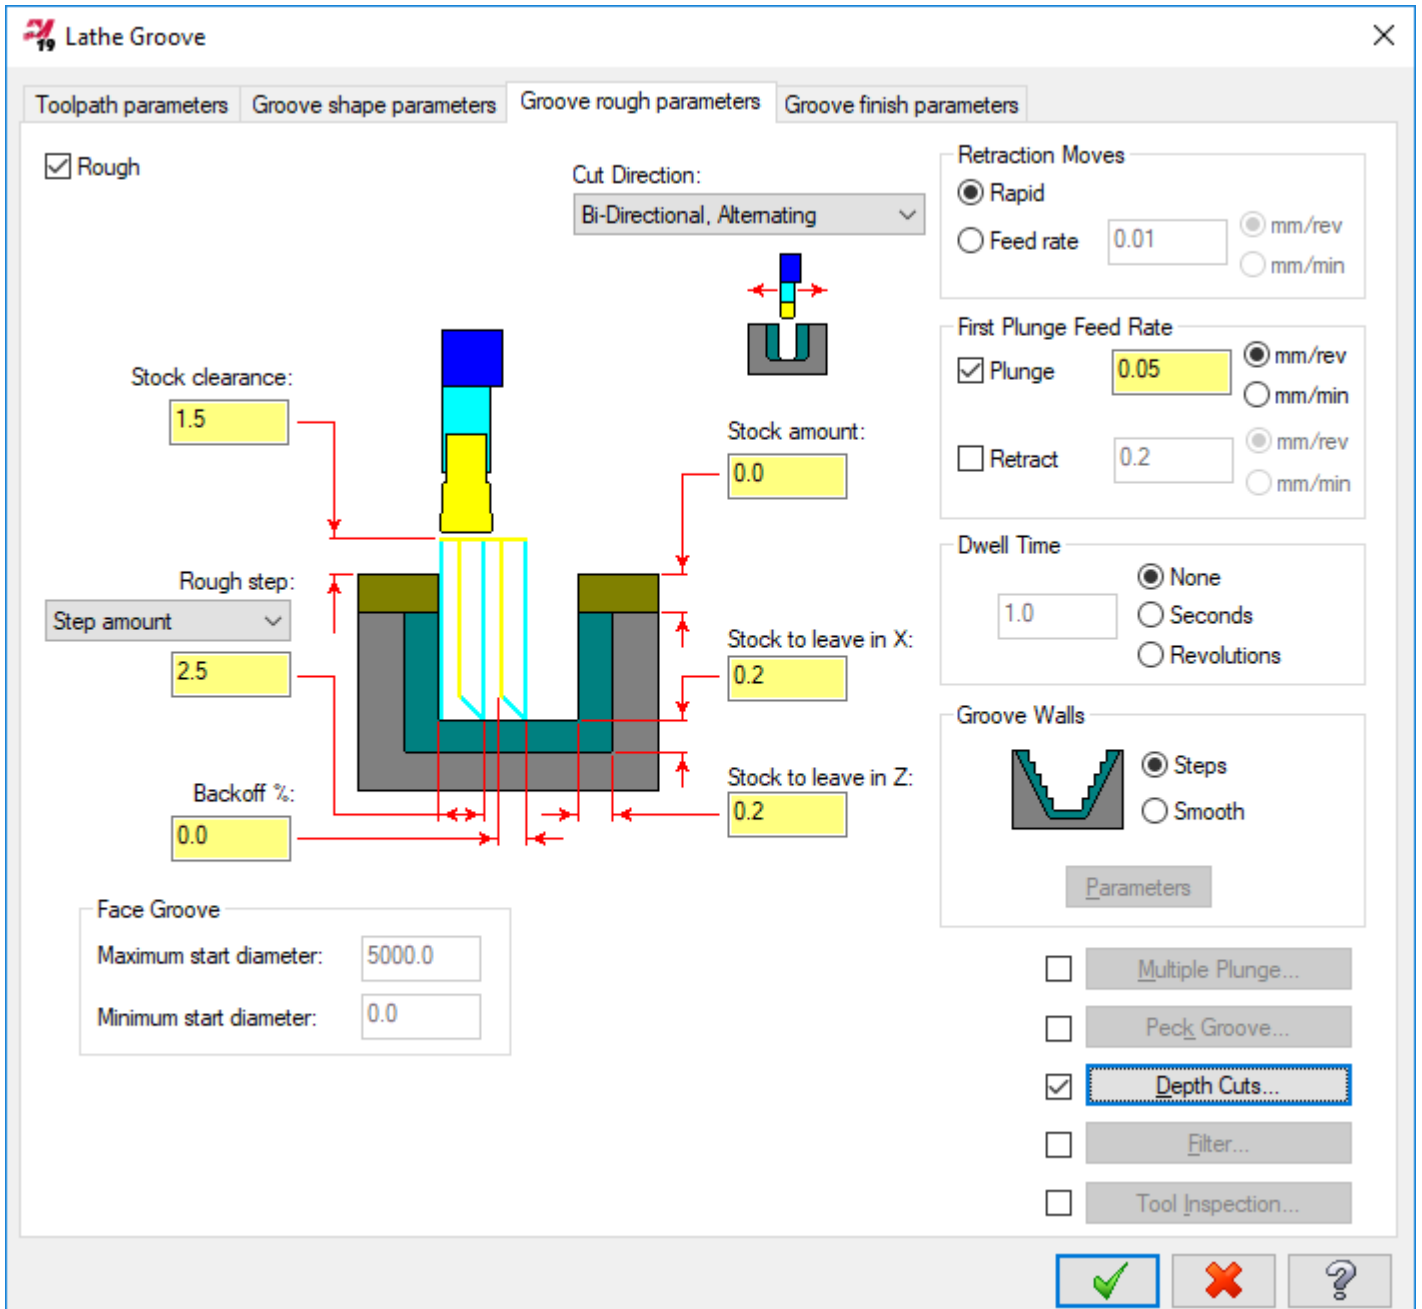 19 Lathe Groove
Toolpath parameters Groove shape parameters Groove rough parameters Groove finish parameters
Rough
Cut Direction:
Bi-Directional, Alternating
Stock clearance:
1.5
Stock amount:
0.0
Rough step:
Step amount
2.5
Stock to leave in X:
0.2
Backoff %:
0.0
Stock to leave in Z:
0.2
Face Groove
Maximum start diameter: 5000.0
Minimum start diameter: 0.0
Retraction Moves
Rapid
Feed rate 0.01 mm/rev
mm/min
First Plunge Feed Rate
Plunge 0.05 mm/rev
mm/min
Retract 0.2 mm/rev
mm/min
Dwell Time
1.0
None
Seconds
Revolutions
Groove Walls
Steps
Smooth
Parameters
Multiple Plunge...
Peck Groove...
Depth Cuts...
Filter...
Tool Inspection...